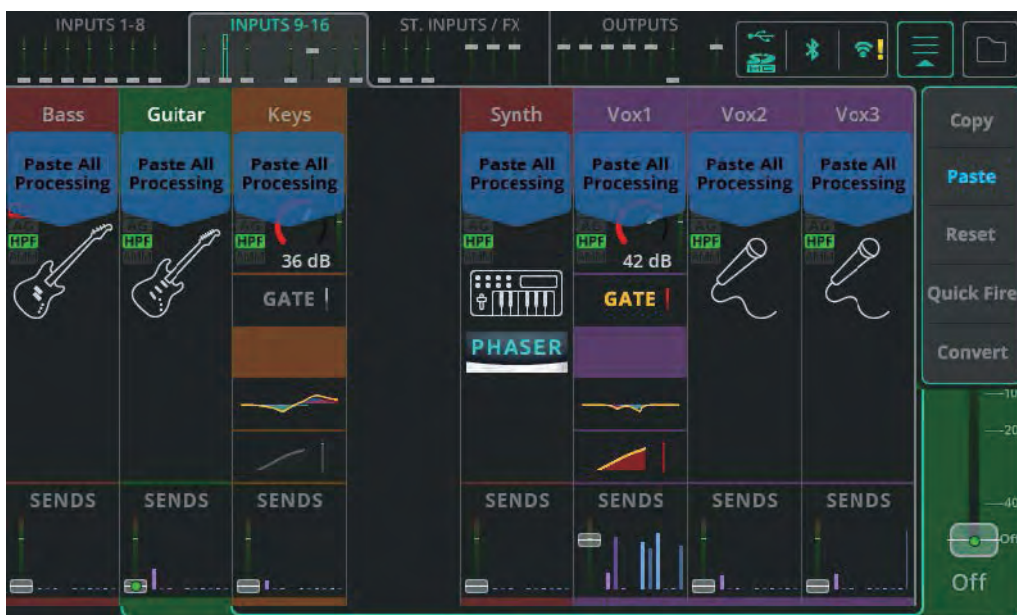 INPUTS 1-8
INPUTS 9-16
ST. INPUTS / FX
OUTPUTS
Bass
Guitar
Keys
Synth
Vox1
Vox2
Vox3
Paste All
Processing
Paste All
Processing
Paste All
Processing
Paste All
Processing
Paste All
Processing
Paste All
Processing
Paste All
Processing
HPF
HPF
HPF
HPF
HPF
HPF
HPF
36 dB
42 dB
GATE
GATE
PHASER
SENDS
SENDS
SENDS
SENDS
SENDS
SENDS
SENDS
Copy
Paste
Reset
Quick Fire
Convert
10
20
40
Off
Off